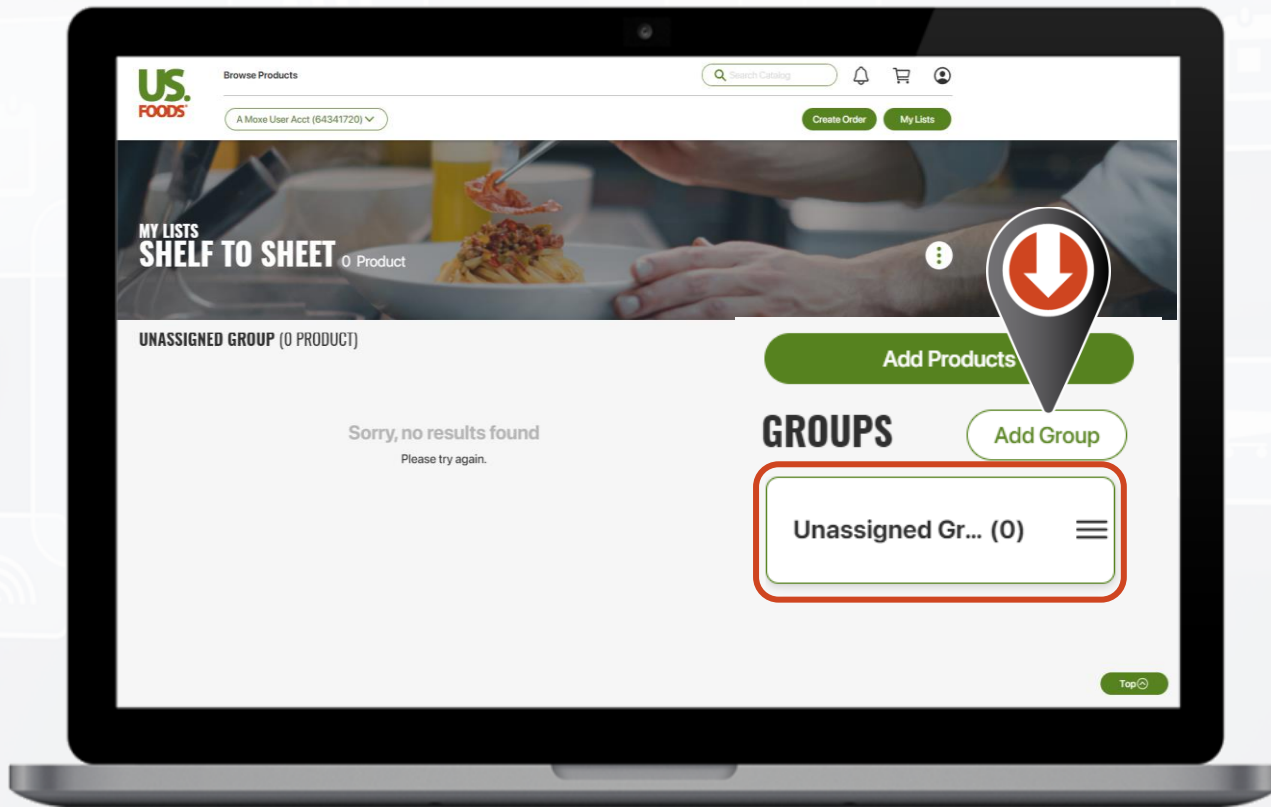 US.
FOODS
Browse Products
Search Catalog
A Moxe User Acct (64341720)
Create Order
My Lists
MY LISTS
SHELF TO SHEET 0 Product
UNASSIGNED GROUP (0 PRODUCT)
Add Products
Sorry, no results found
Please try again.
GROUPS
Add Group
Unassigned Gr... (0)
Top